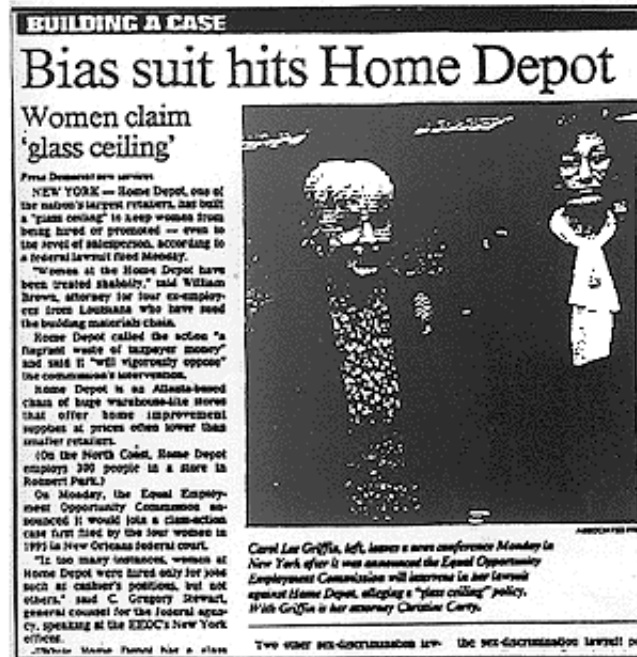 BUILDING A CASE
Bias suit hits Home Depot
Women claim
'glass ceiling'
Press Democrat news services
NEW YORK — Home Depot, one of
the nation's largest retailers, has built
a "glass ceiling" to keep women from
being hired or promoted — even to
the level of salesperson, according to
a federal lawsuit filed Monday.
"Women at the Home Depot have
been treated shabbily," said William
Brown, attorney for four ex-employ-
ees from Louisiana who have sued
the building materials chain.
Home Depot called the action "a
flagrant waste of taxpayer money"
and said it "will vigorously oppose"
the commission's intervention.
Home Depot is an Atlanta-based
chain of huge warehouse-like stores
that offer home improvement
supplies at prices often lower than
smaller retailers.
(On the North Coast, Home Depot
employs 300 people in a store in
Rohnert Park.)
On Monday, the Equal Employ-
ment Opportunity Commission an-
nounced it would join a class-action
case first filed by the four women in
1995 in New Orleans federal court.
"In too many instances, women at
Home Depot were hired only for jobs
such as cashier's positions, but not
others," said C. Gregory Stewart,
general counsel for the federal agen-
cy, speaking at the EEOC's New York
offices.
Home Depot has a class
ASSOCIATED PR
Carol Lee Griffin, left, leaves a news conference Monday in
New York after it was announced the Equal Opportunity
Employment Commission will intervene in her lawsuit
against Home Depot, alleging a "glass ceiling" policy.
With Griffin is her attorney Christine Carty.
Two other sex-discrimination law-
the sex-discrimination lawsuit